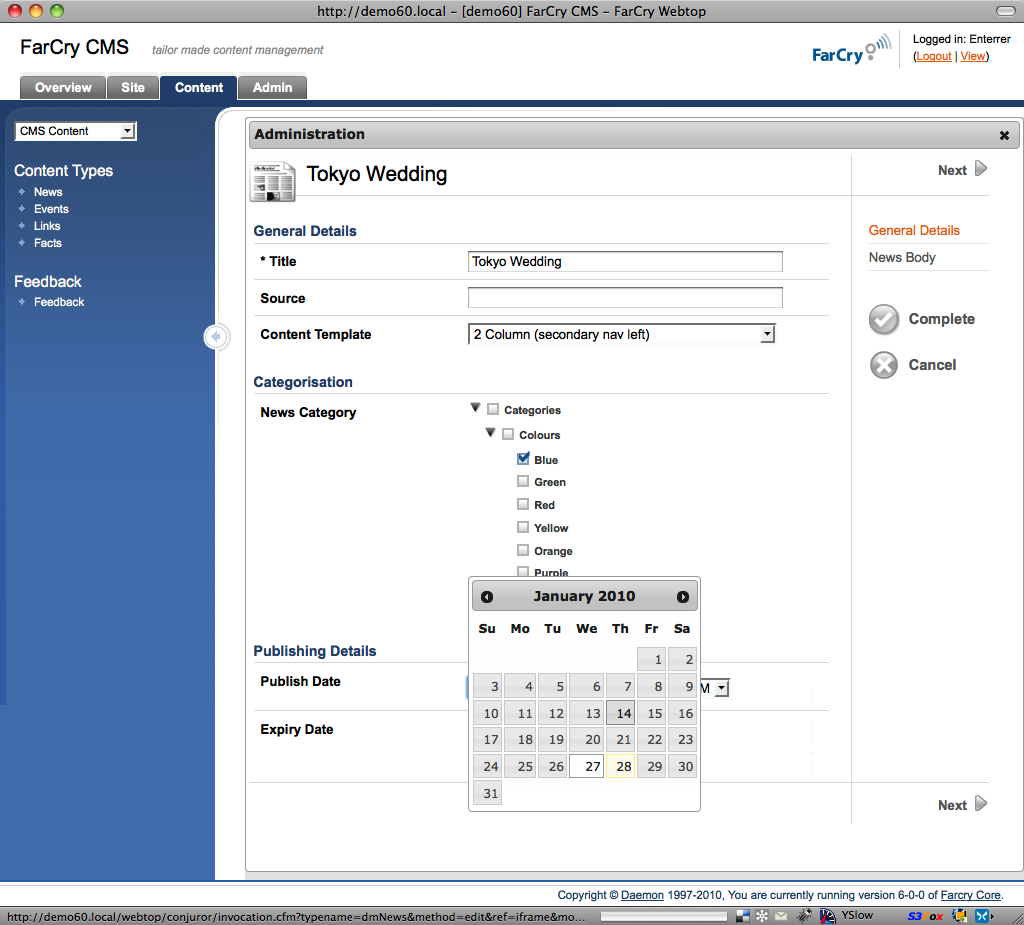 http://demo60.local – [demo60] FarCry CMS – FarCry Webtop
FarCry CMS tailor made content management
FarCry
Logged in: Enterrer
(Logout | View)
Overview Site Content Admin
CMS Content
Content Types
News
Events
Links
Facts
Feedback
Feedback
Administration
Tokyo Wedding
Next
General Details
* Title Tokyo Wedding
Source
Content Template 2 Column (secondary nav left)
General Details
News Body
Complete
Cancel
Categorisation
News Category
Categories
Colours
Blue
Green
Red
Yellow
Orange
Purple
January 2010
Su Mo Tu We Th Fr Sa
1 2
3 4 5 6 7 8 9
10 11 12 13 14 15 16
17 18 19 20 21 22 23
24 25 26 27 28 29 30
31
Publishing Details
Publish Date M
Expiry Date
Next
Copyright © Daemon 1997-2010, You are currently running version 6-0-0 of Farcry Core.
http://demo60.local/webtop/conjuror/invocation.cfm?typename=dmNews&method=edit&ref=iframe&mo... YSlow S3Fox